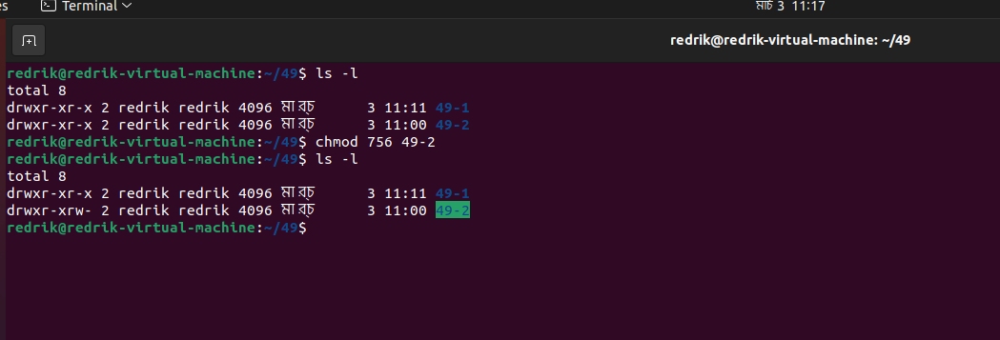 es Terminal মার্চ 3 11:17
redrik@redrik-virtual-machine: ~/49
redrik@redrik-virtual-machine:~/49$ ls -l
total 8
drwxr-xr-x 2 redrik redrik 4096 মার্চ 3 11:11 49-1
drwxr-xr-x 2 redrik redrik 4096 মার্চ 3 11:00 49-2
redrik@redrik-virtual-machine:~/49$ chmod 756 49-2
redrik@redrik-virtual-machine:~/49$ ls -l
total 8
drwxr-xr-x 2 redrik redrik 4096 মার্চ 3 11:11 49-1
drwxr-xrw- 2 redrik redrik 4096 মার্চ 3 11:00 49-2
redrik@redrik-virtual-machine:~/49$